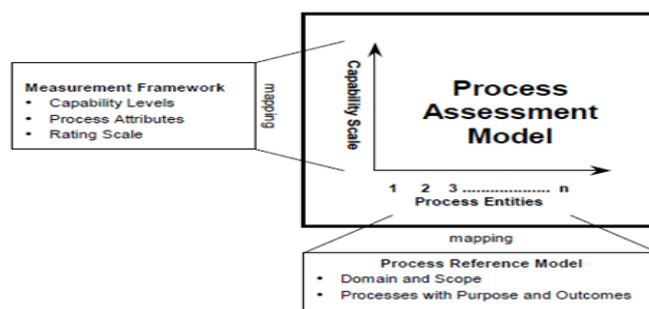 Measurement Framework
• Capability Levels
• Process Attributes
• Rating Scale
mapping
Capability Scale
Process
Assessment
Model
1 2 3 ................... n
Process Entities
mapping
Process Reference Model
• Domain and Scope
• Processes with Purpose and Outcomes